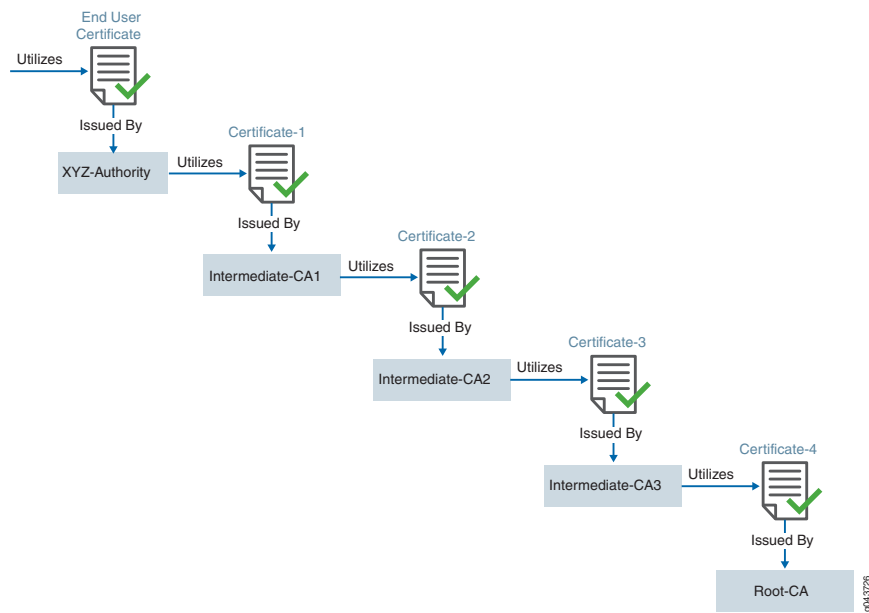 End User
Certificate
Utilizes
Issued By
Certificate-1
XYZ-Authority
Utilizes
Issued By
Certificate-2
Intermediate-CA1
Utilizes
Issued By
Certificate-3
Intermediate-CA2
Utilizes
Issued By
Certificate-4
Intermediate-CA3
Utilizes
Issued By
Root-CA
g043726